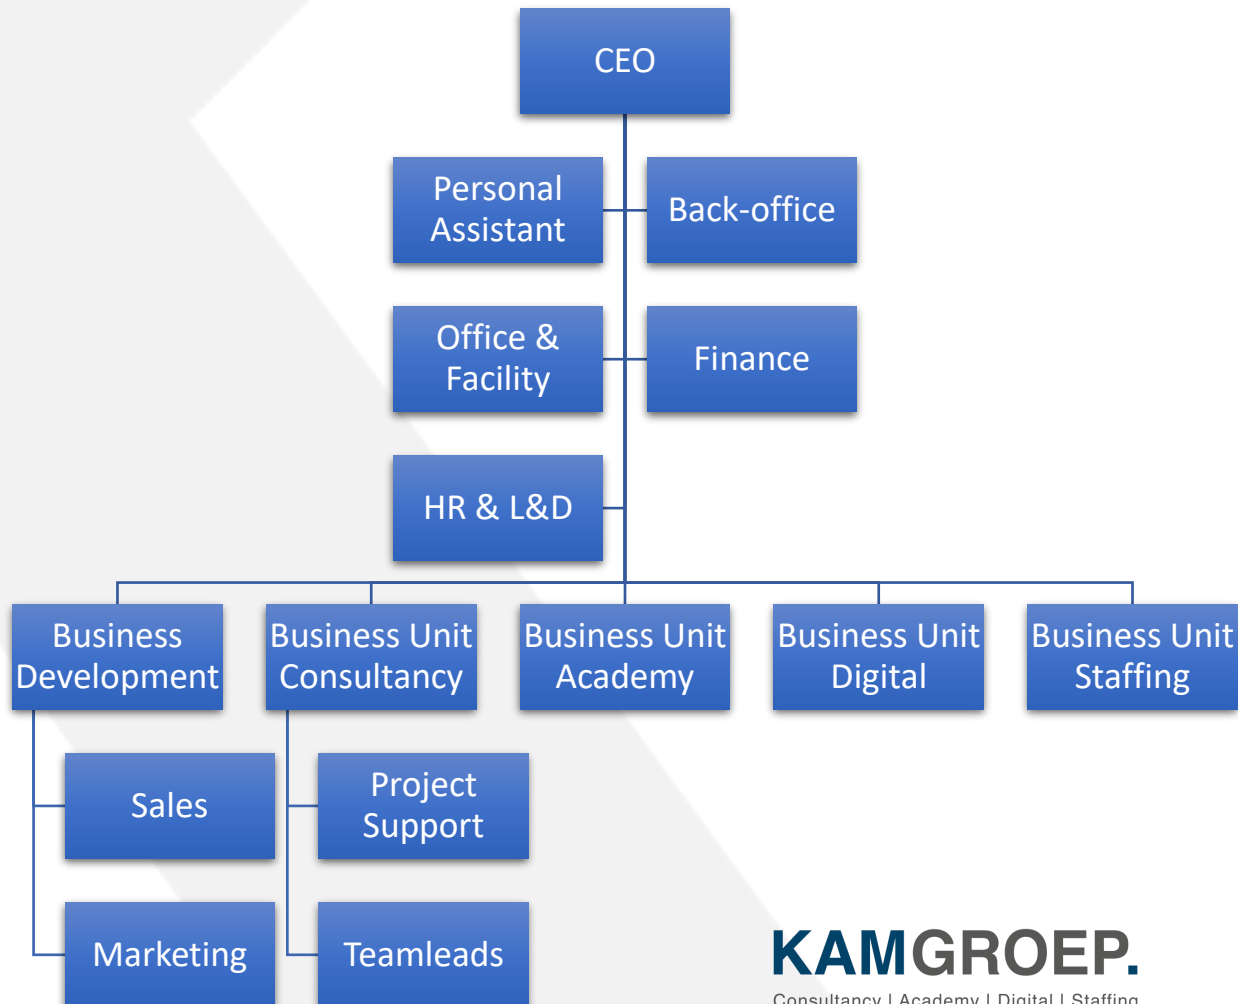 CEO
Personal
Assistant
Back-office
Office &
Facility
Finance
HR & L&D
Business
Development
Business Unit
Consultancy
Business Unit
Academy
Business Unit
Digital
Business Unit
Staffing
Sales
Project
Support
Marketing
Teamleads
KAMGROEP.
Consultancy | Academy | Digital | Staffing